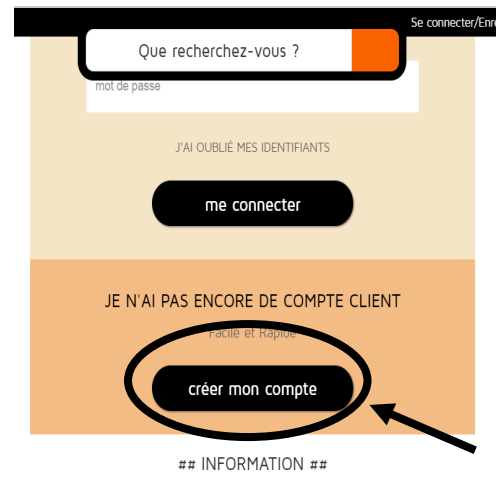 Se connecter/Enre
Que recherchez-vous ?
mot de passe
J'AI OUBLIÉ MES IDENTIFIANTS
me connecter
JE N'AI PAS ENCORE DE COMPTE CLIENT
Facile et Rapide
créer mon compte
## INFORMATION ##